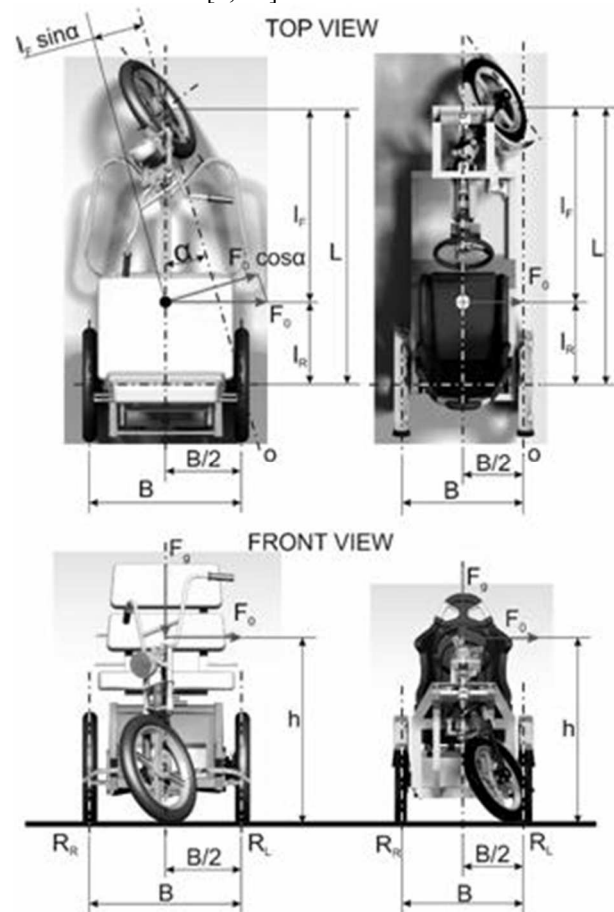 TOP VIEW
l_F sinα
l_F
L
α
F_0 cosα
F_0
l_R
B/2
o
B
l_F
L
F_0
l_R
B/2
o
B
FRONT VIEW
F_g
F_0
h
R_R
B/2
R_L
B
F_g
F_0
h
R_R
B/2
R_L
B